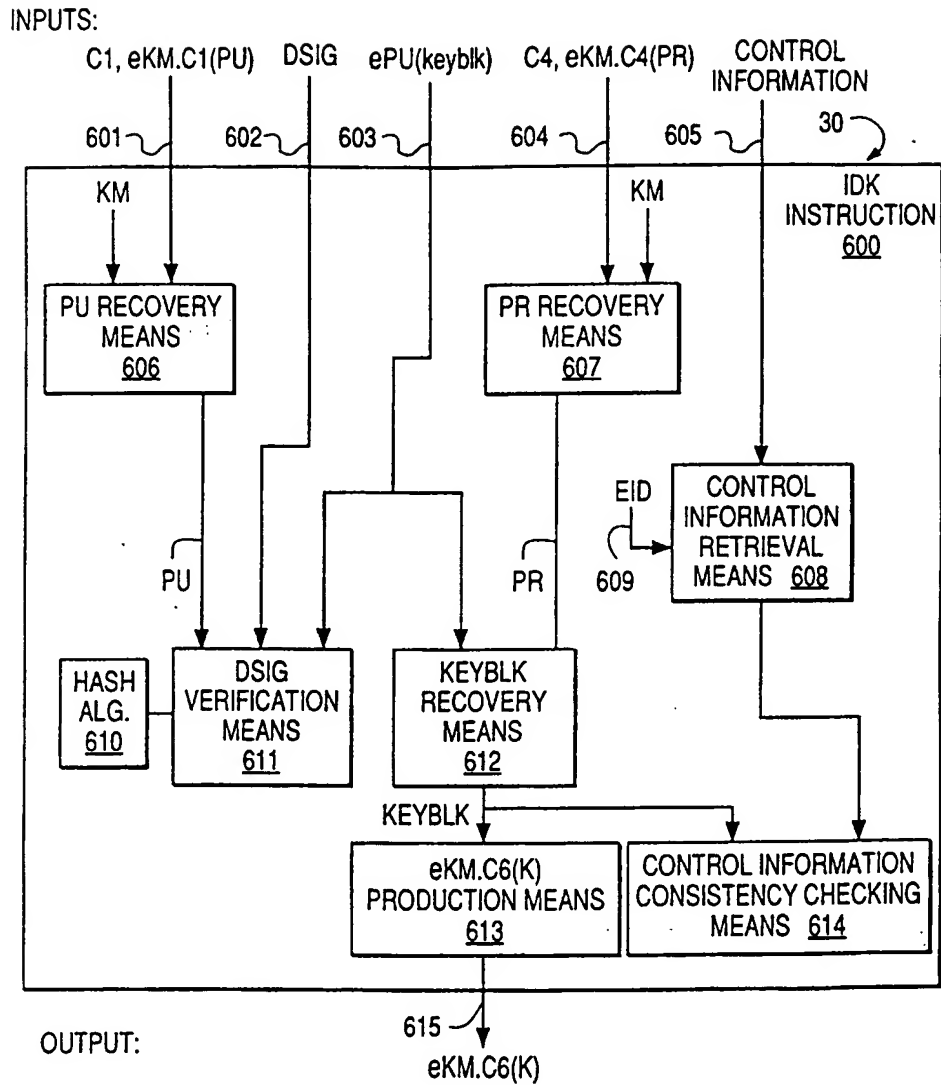 INPUTS:
C1, eKM.C1(PU)
DSIG
ePU(keyblk)
C4, eKM.C4(PR)
CONTROL
INFORMATION
601
602
603
604
605
30
KM
KM
IDK
INSTRUCTION
600
PU RECOVERY
MEANS
606
PR RECOVERY
MEANS
607
EID
609
CONTROL
INFORMATION
RETRIEVAL
MEANS 608
PU
PR
HASH
ALG.
610
DSIG
VERIFICATION
MEANS
611
KEYBLK
RECOVERY
MEANS
612
KEYBLK
eKM.C6(K)
PRODUCTION MEANS
613
CONTROL INFORMATION
CONSISTENCY CHECKING
MEANS 614
615
OUTPUT:
eKM.C6(K)